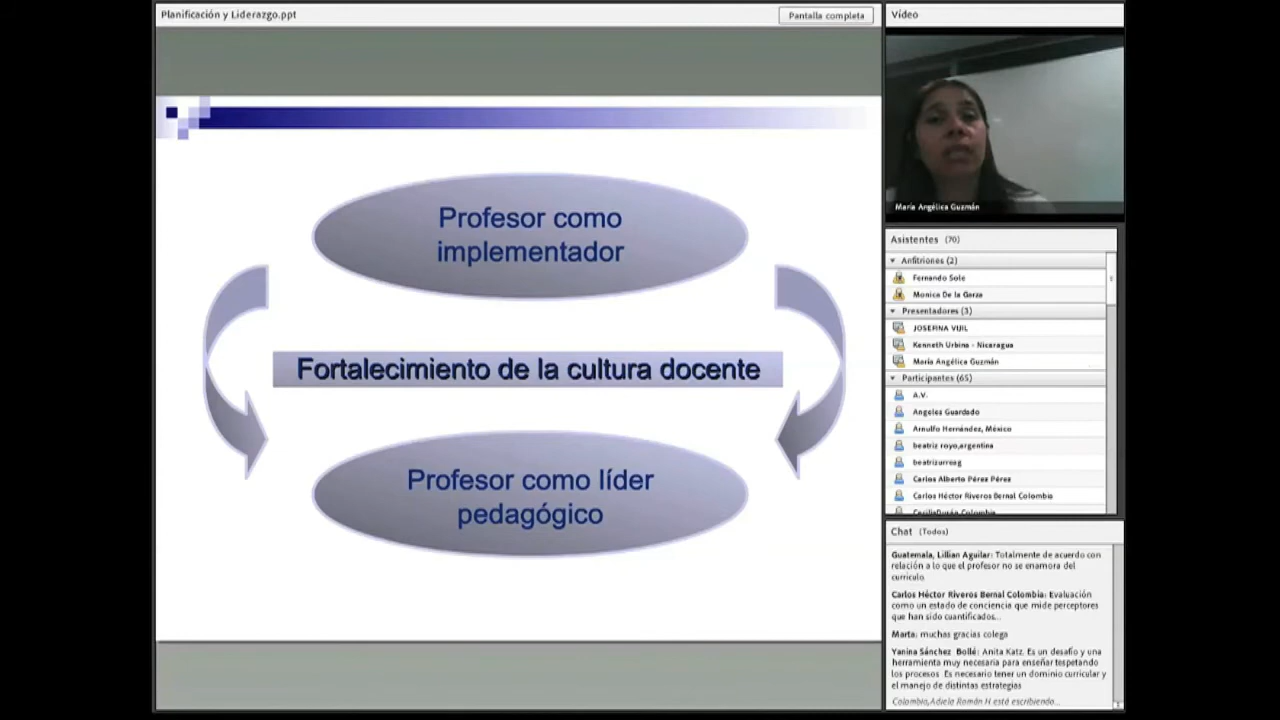 Planificación y Liderazgo.ppt
Pantalla completa
Profesor como
implementador
Fortalecimiento de la cultura docente
Profesor como líder
pedagógico
Vídeo
María Angélica Guzmán
Asistentes (70)
Anfitriones (2)
Fernando Sole
Monica De la Garza
Presentadores (3)
JOSEFINA VIJIL
Kenneth Urbina - Nicaragua
María Angélica Guzmán
Participantes (65)
A.V.
Angeles Guardado
Arnulfo Hernández, México
beatriz royo,argentina
beatrizurreag
Carlos Alberto Pérez Pérez
Carlos Héctor Riveros Bernal Colombia
CeciliaDurán Colombia
Chat (Todos)
Guatemala, Lillian Aguilar: Totalmente de acuerdo con
relación a lo que el profesor no se enamora del
curriculo.
Carlos Héctor Riveros Bernal Colombia: Evaluación
como un estado de conciencia que mide perceptores
que han sido cuantificados...
Marta: muchas gracias colega
Yanina Sánchez Bollé: Anita Katz. Es un desafío y una
herramienta muy necesaria para enseñar tespetando
los procesos Es necesario tener un dominio curricular y
el manejo de distintas estrategias
Colombia,Adiela Román H está escribiendo...